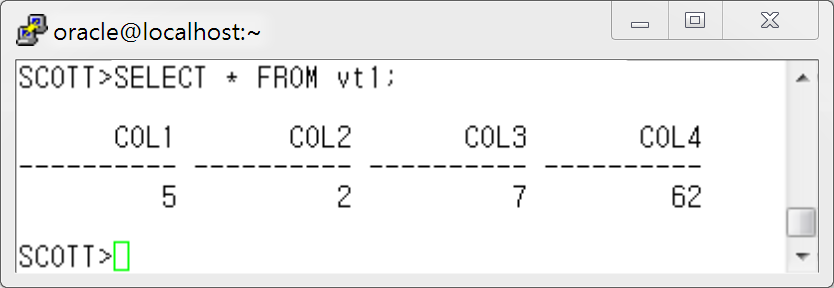 oracle@localhost:~
SCOTT>SELECT * FROM vt1;
COL1 COL2 COL3 COL4
---------- ---------- ---------- ----------
5 2 7 62
SCOTT>